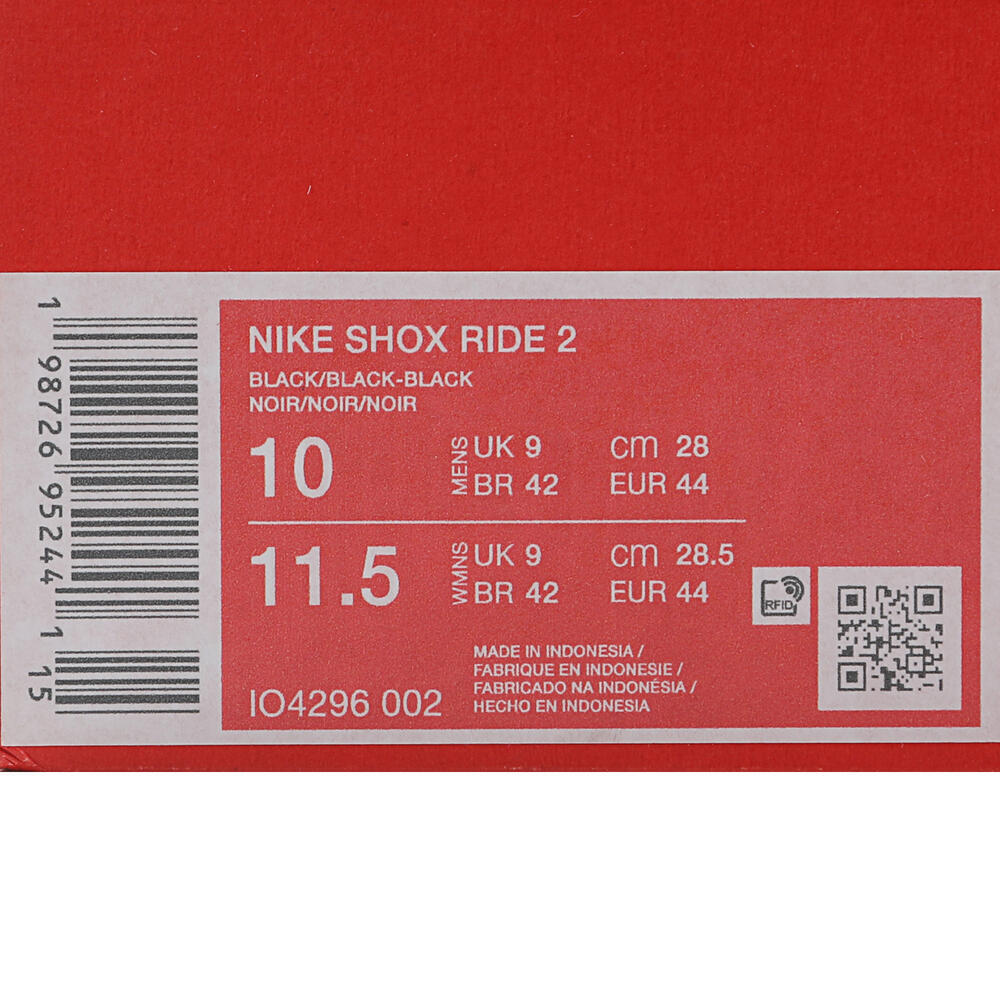 NIKE SHOX RIDE 2
BLACK/BLACK-BLACK
NOIR/NOIR/NOIR
10 MENS UK 9 cm 28
BR 42 EUR 44
11.5 WMNS UK 9 cm 28.5
BR 42 EUR 44
RFID
MADE IN INDONESIA /
FABRIQUE EN INDONESIE /
FABRICADO NA INDONÉSIA /
HECHO EN INDONESIA
IO4296 002
1 98726 95244 1 15